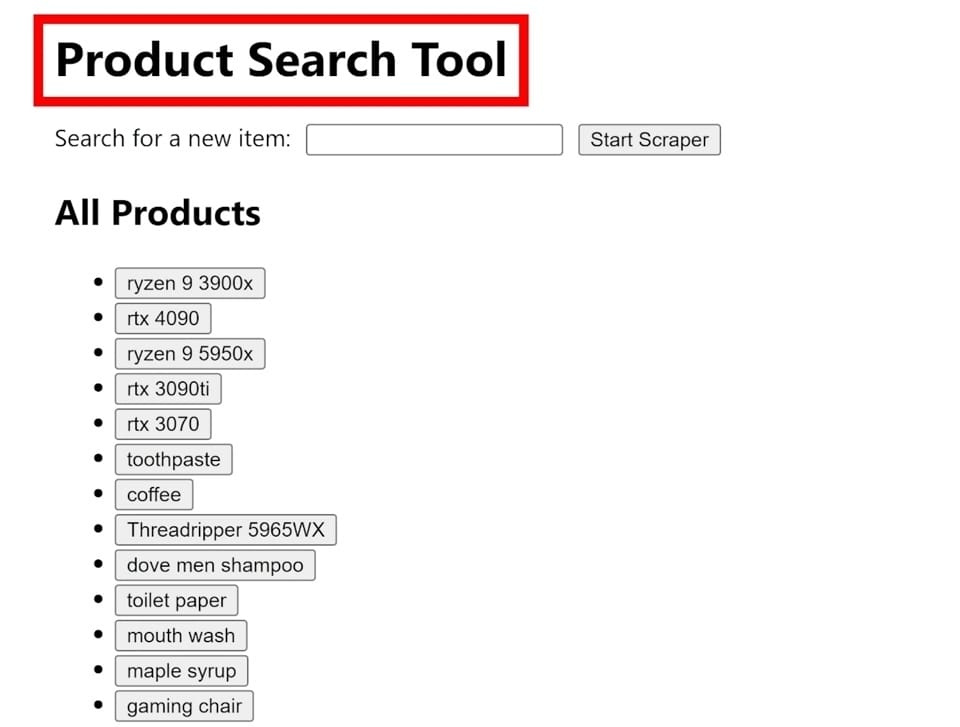 Product Search Tool
Search for a new item: Start Scraper
All Products
ryzen 9 3900x
rtx 4090
ryzen 9 5950x
rtx 3090ti
rtx 3070
toothpaste
coffee
Threadripper 5965WX
dove men shampoo
toilet paper
mouth wash
maple syrup
gaming chair